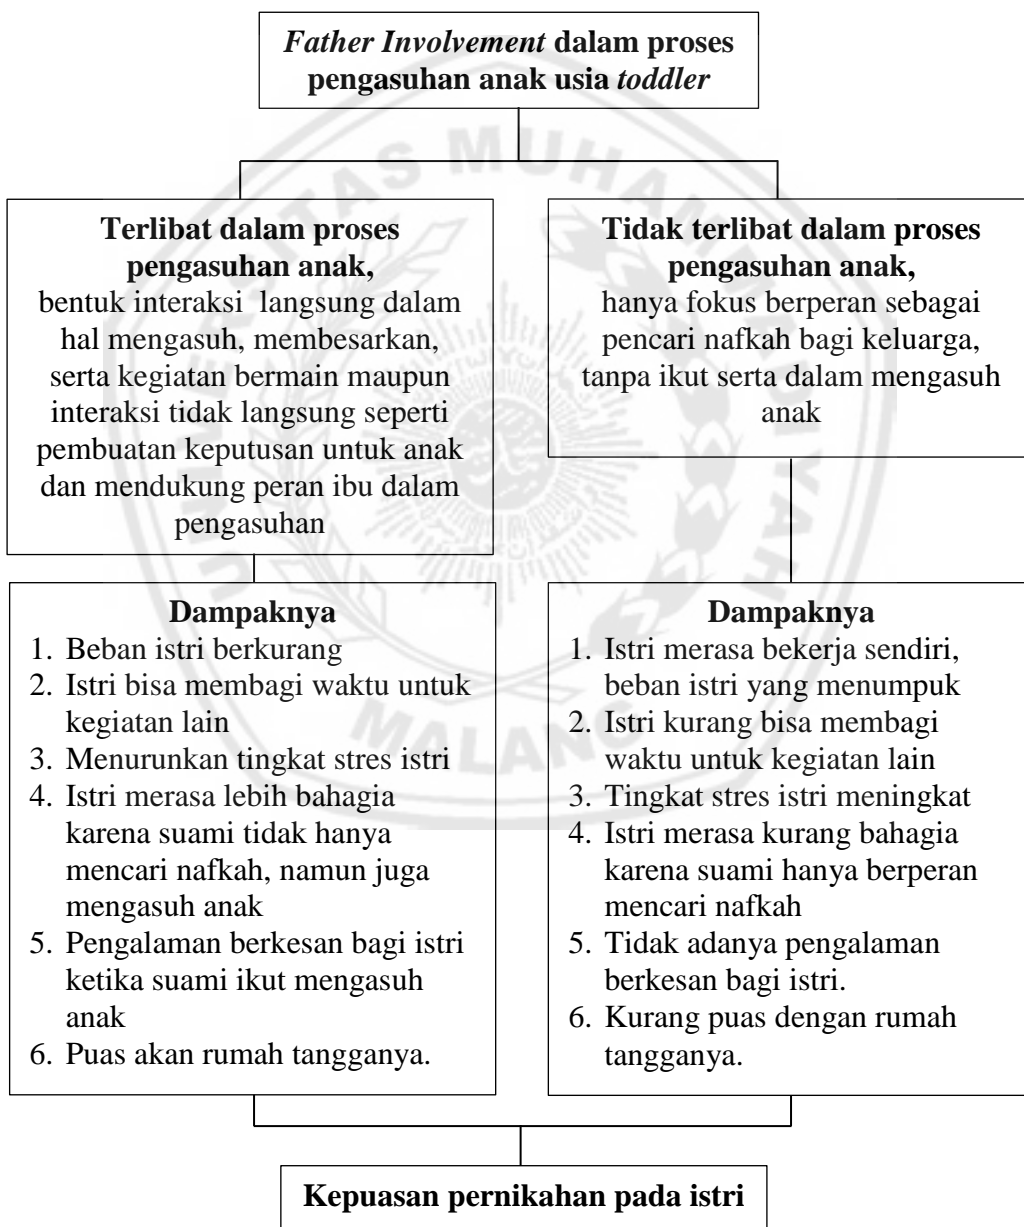 Father Involvement dalam proses
pengasuhan anak usia toddler
Terlibat dalam proses
pengasuhan anak,
bentuk interaksi langsung dalam
hal mengasuh, membesarkan,
serta kegiatan bermain maupun
interaksi tidak langsung seperti
pembuatan keputusan untuk anak
dan mendukung peran ibu dalam
pengasuhan
Tidak terlibat dalam proses
pengasuhan anak,
hanya fokus berperan sebagai
pencari nafkah bagi keluarga,
tanpa ikut serta dalam mengasuh
anak
Dampaknya
1. Beban istri berkurang
2. Istri bisa membagi waktu untuk
kegiatan lain
3. Menurunkan tingkat stres istri
4. Istri merasa lebih bahagia
karena suami tidak hanya
mencari nafkah, namun juga
mengasuh anak
5. Pengalaman berkesan bagi istri
ketika suami ikut mengasuh
anak
6. Puas akan rumah tangganya.
Dampaknya
1. Istri merasa bekerja sendiri,
beban istri yang menumpuk
2. Istri kurang bisa membagi
waktu untuk kegiatan lain
3. Tingkat stres istri meningkat
4. Istri merasa kurang bahagia
karena suami hanya berperan
mencari nafkah
5. Tidak adanya pengalaman
berkesan bagi istri.
6. Kurang puas dengan rumah
tangganya.
Kepuasan pernikahan pada istri
UNIVERSITAS MUHAMMADIYAH
MALANG